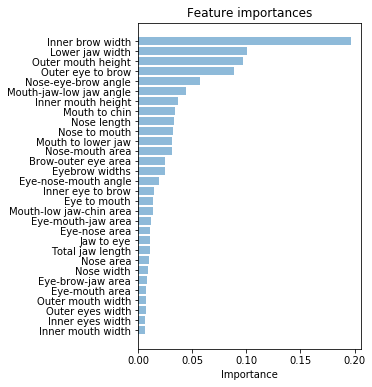 Feature importances
Inner brow width
Lower jaw width
Outer mouth height
Outer eye to brow
Nose-eye-brow angle
Mouth-jaw-low jaw angle
Inner mouth height
Mouth to chin
Nose length
Nose to mouth
Mouth to lower jaw
Nose-mouth area
Brow-outer eye area
Eyebrow widths
Eye-nose-mouth angle
Inner eye to brow
Eye to mouth
Mouth-low jaw-chin area
Eye-mouth-jaw area
Eye-nose area
Jaw to eye
Total jaw length
Nose area
Nose width
Eye-brow-jaw area
Eye-mouth area
Outer mouth width
Outer eyes width
Inner eyes width
Inner mouth width
0.00 0.05 0.10 0.15 0.20
Importance